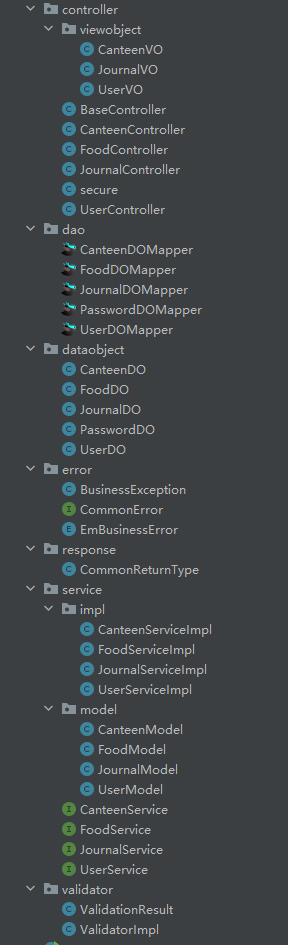 controller
viewobject
CanteenVO
JournalVO
UserVO
BaseController
CanteenController
FoodController
JournalController
secure
UserController
dao
CanteenDOMapper
FoodDOMapper
JournalDOMapper
PasswordDOMapper
UserDOMapper
dataobject
CanteenDO
FoodDO
JournalDO
PasswordDO
UserDO
error
BusinessException
CommonError
EmBusinessError
response
CommonReturnType
service
impl
CanteenServiceImpl
FoodServiceImpl
JournalServiceImpl
UserServiceImpl
model
CanteenModel
FoodModel
JournalModel
UserModel
CanteenService
FoodService
JournalService
UserService
validator
ValidationResult
ValidatorImpl